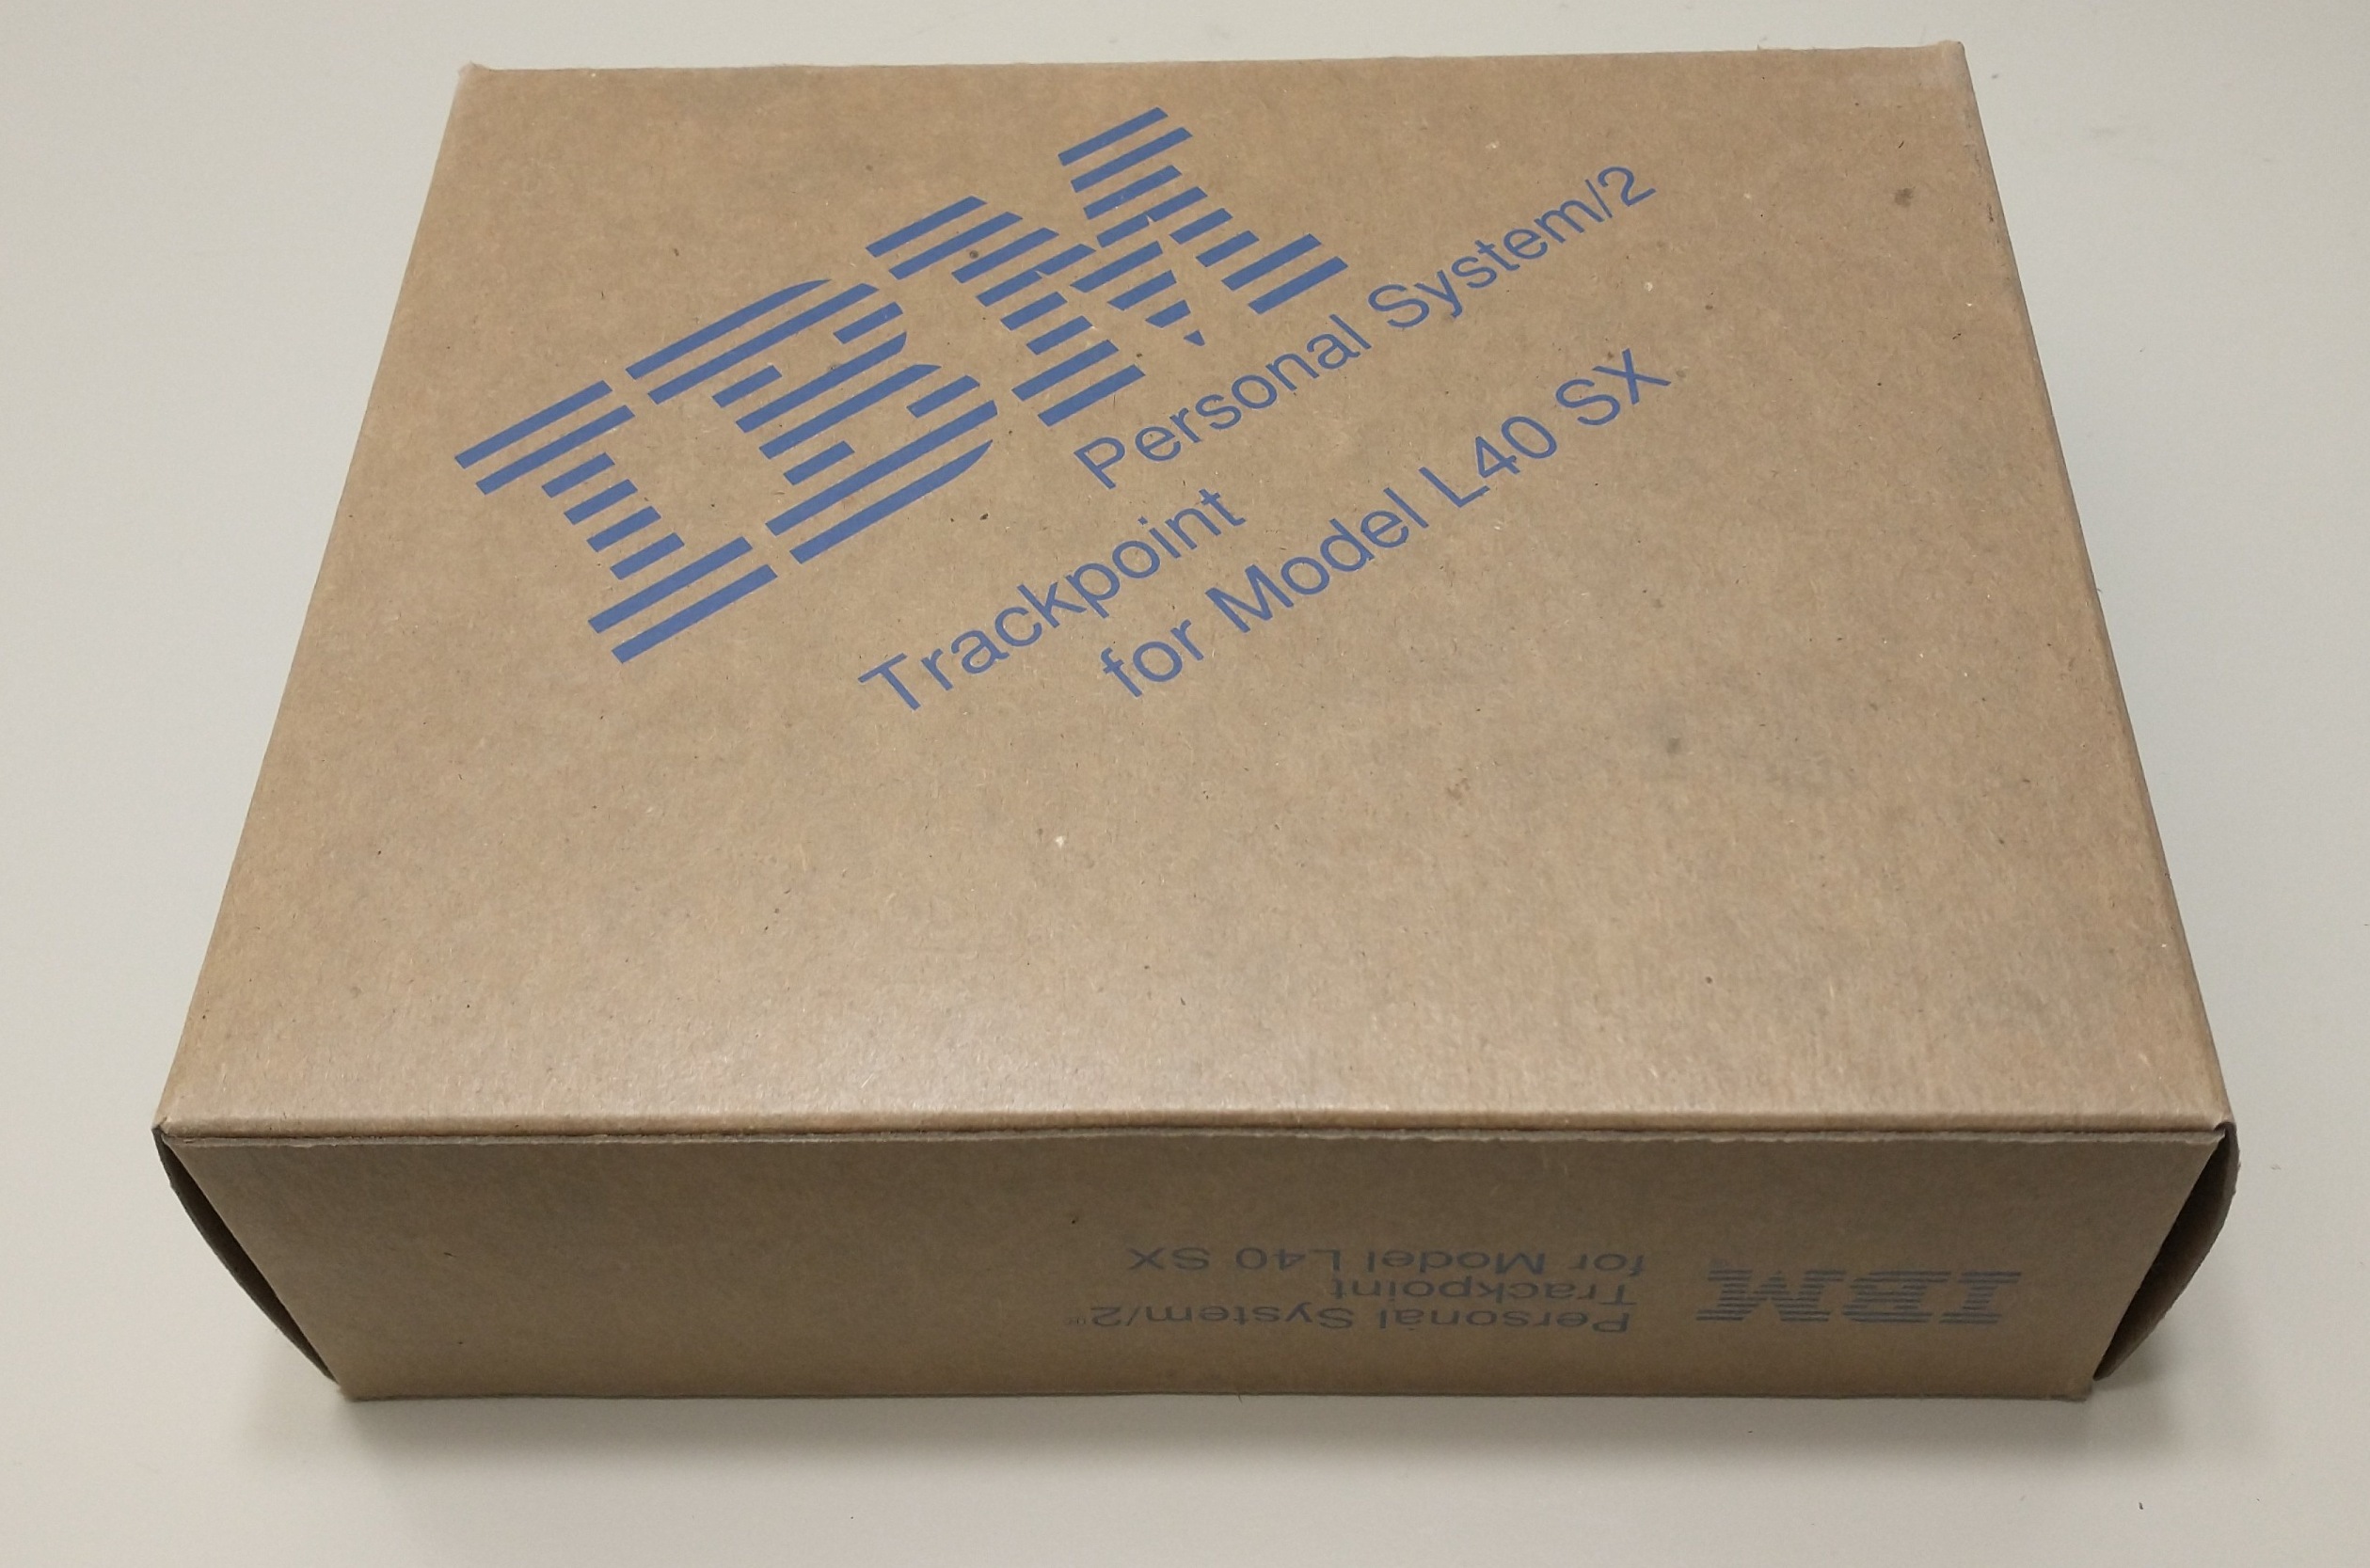 IBM
Personal System/2
Trackpoint
for Model L40 SX
IBM
Personal System/2®
Trackpoint
for Model L40 SX